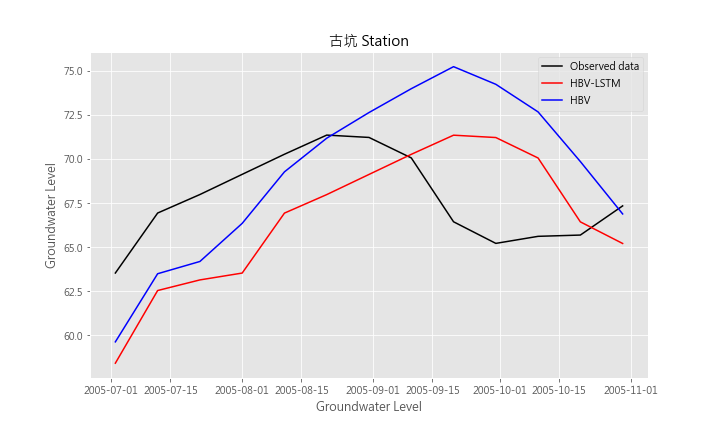 古坑 Station
Observed data
HBV-LSTM
HBV
Groundwater Level
75.0
72.5
70.0
67.5
65.0
62.5
60.0
2005-07-01 2005-07-15 2005-08-01 2005-08-15 2005-09-01 2005-09-15 2005-10-01 2005-10-15 2005-11-01
Groundwater Level